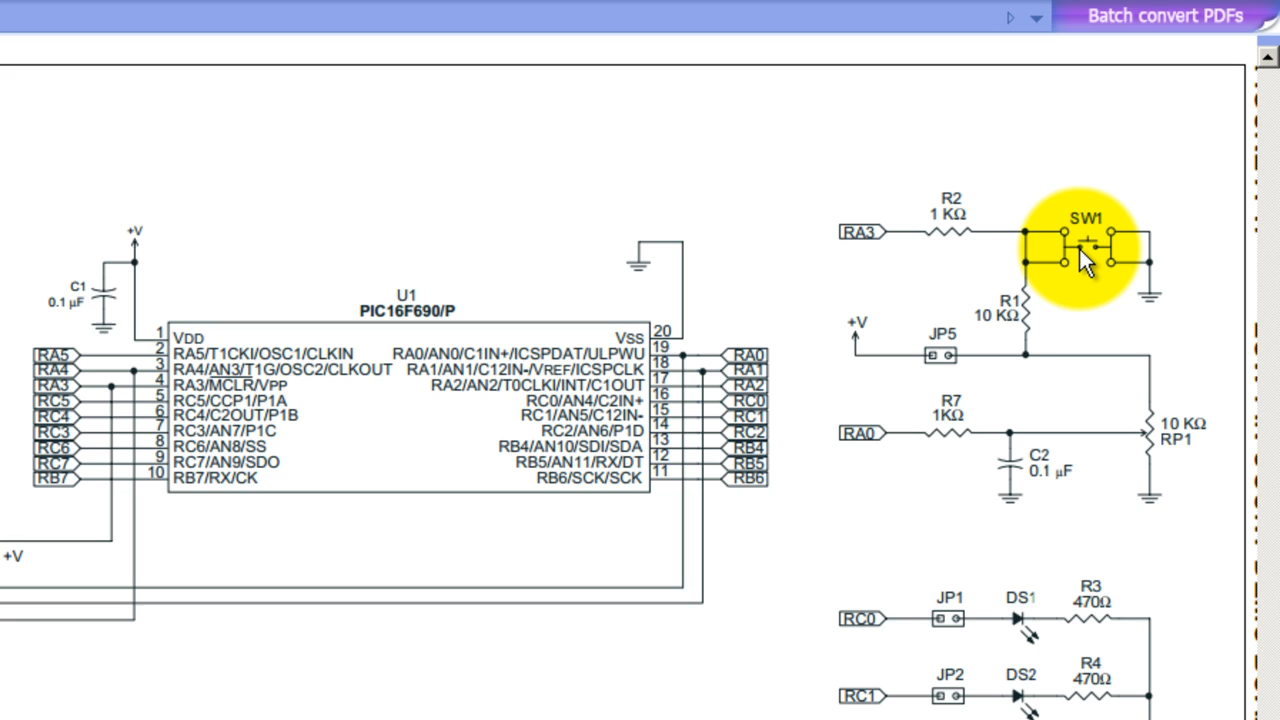 Batch convert PDFs
R2
1 KΩ
SW1
RA3
+V
C1
0.1 µF
U1
PIC16F690/P
R1
10 KΩ
+V
JP5
1 VDD
VSS 20
RA5 2 RA5/T1CKI/OSC1/CLKIN
RA0/AN0/C1IN+/ICSPDAT/ULPWU 19 RA0
RA4 3 RA4/AN3/T1G/OSC2/CLKOUT
RA1/AN1/C12IN-/VREF/ICSPCLK 18 RA1
RA3 4 RA3/MCLR/VPP
RA2/AN2/T0CLKI/INT/C1OUT 17 RA2
RC5 5 RC5/CCP1/P1A
RC0/AN4/C2IN+ 16 RC0
RC4 6 RC4/C2OUT/P1B
RC1/AN5/C12IN- 15 RC1
RC3 7 RC3/AN7/P1C
RC2/AN6/P1D 14 RC2
RC6 8 RC6/AN8/SS
RB4/AN10/SDI/SDA 13 RB4
RC7 9 RC7/AN9/SDO
RB5/AN11/RX/DT 12 RB5
RB7 10 RB7/RX/CK
RB6/SCK/SCK 11 RB6
R7
1KΩ
RA0
10 KΩ
RP1
C2
0.1 µF
+V
JP1
DS1
R3
470Ω
RC0
JP2
DS2
R4
470Ω
RC1